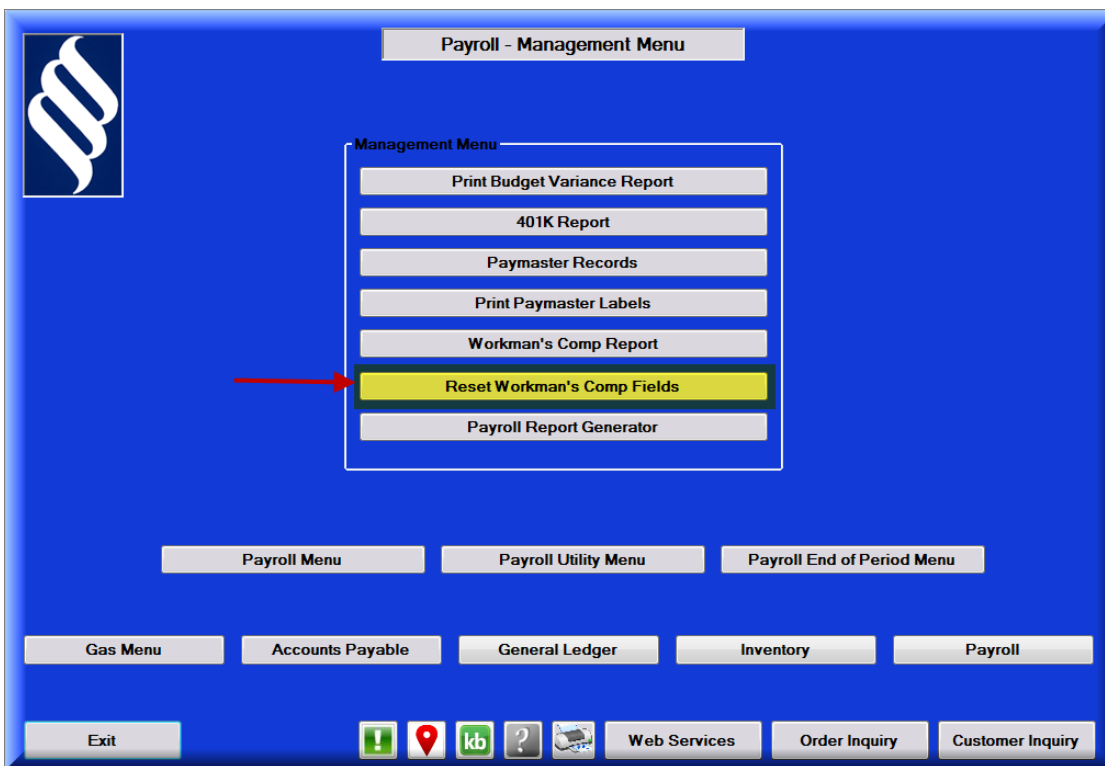 Payroll - Management Menu
Management Menu
Print Budget Variance Report
401K Report
Paymaster Records
Print Paymaster Labels
Workman's Comp Report
Reset Workman's Comp Fields
Payroll Report Generator
Payroll Menu
Payroll Utility Menu
Payroll End of Period Menu
Gas Menu
Accounts Payable
General Ledger
Inventory
Payroll
Exit
!
kb
?
Web Services
Order Inquiry
Customer Inquiry